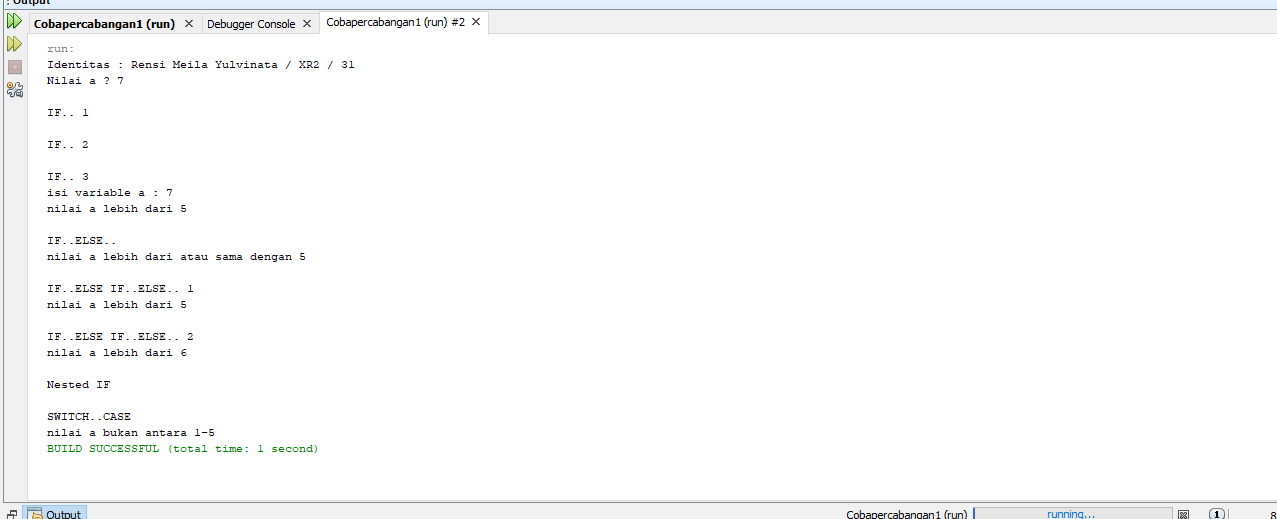 : Output
Cobapercabangan1 (run) × Debugger Console × Cobapercabangan1 (run) #2 ×
run:
Identitas : Rensi Meila Yulvinata / XR2 / 31
Nilai a ? 7
IF.. 1
IF.. 2
IF.. 3
isi variable a : 7
nilai a lebih dari 5
IF..ELSE..
nilai a lebih dari atau sama dengan 5
IF..ELSE IF..ELSE.. 1
nilai a lebih dari 5
IF..ELSE IF..ELSE.. 2
nilai a lebih dari 6
Nested IF
SWITCH..CASE
nilai a bukan antara 1-5
BUILD SUCCESSFUL (total time: 1 second)
Output Cobapercabangan1 (run) running... 1 8